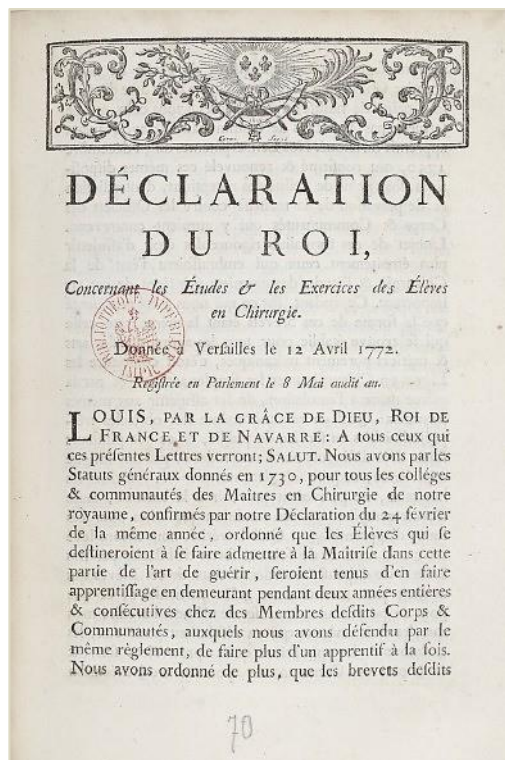 DÉCLARATION
DU ROI,
Concernant les Études & les Exercices des Élèves
en Chirurgie.
BIBLIOTHÈQUE IMPÉRIALE
IMPR.
Donnée à Verſailles le 12 Avril 1772.
Regiſtrée en Parlement le 8 Mai audit an.
LOUIS, PAR LA GRÂCE DE DIEU, ROI DE
FRANCE ET DE NAVARRE: A tous ceux qui
ces préſentes Lettres verront; SALUT. Nous avons par les
Statuts généraux donnés en 1730, pour tous les colléges
& communautés des Maîtres en Chirurgie de notre
royaume, confirmés par notre Déclaration du 24 février
de la même année, ordonné que les Élèves qui ſe
deſtineroient à ſe faire admettre à la Maîtriſe dans cette
partie de l'art de guérir, ſeroient tenus d'en faire
apprentiſſage en demeurant pendant deux années entières
& conſécutives chez des Membres deſdits Corps &
Communautés, auxquels nous avons défendu par le
même règlement, de faire plus d'un apprentif à la fois.
Nous avons ordonné de plus, que les brevets deſdits
70